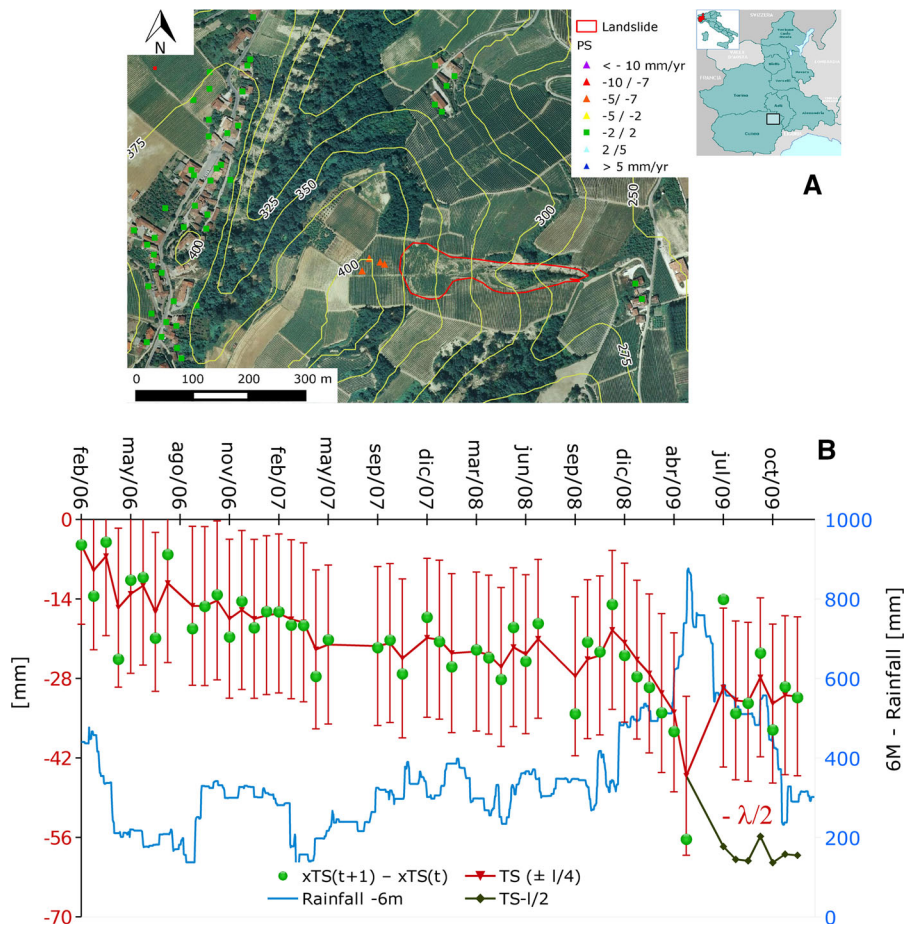 N
Landslide
PS
< - 10 mm/yr
-10 / -7
-5/ -7
-5 / -2
-2 / 2
2 /5
> 5 mm/yr
A
375
350
325
300
250
400
400
275
0 100 200 300 m
B
feb/06 may/06 ago/06 nov/06 feb/07 may/07 sep/07 dic/07 mar/08 jun/08 sep/08 dic/08 abr/09 jul/09 oct/09
0 1000
-14 800
-28 600
-42 400
-56 200
-70 0
[mm]
6M - Rainfall [mm]
- λ/2
xTS(t+1) − xTS(t) TS (± l/4)
Rainfall -6m TS-l/2